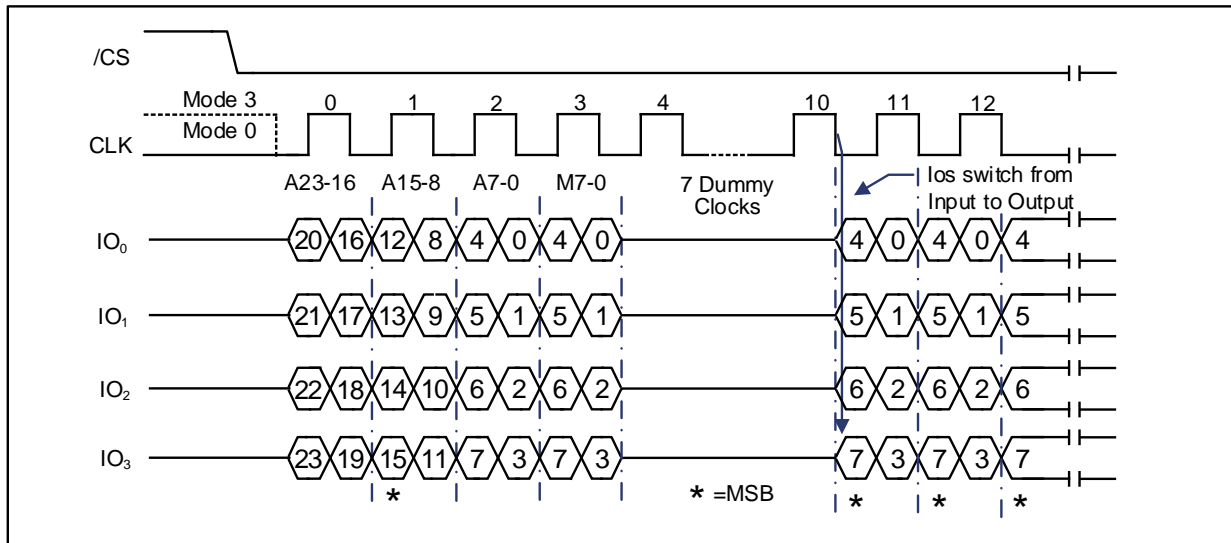 /CS
Mode 3 0 1 2 3 4 10 11 12
Mode 0
CLK
A23-16 A15-8 A7-0 M7-0 7 Dummy Clocks
Ios switch from
Input to Output
IO0 20 16 12 8 4 0 4 0 4 0 4 0 4
IO1 21 17 13 9 5 1 5 1 5 1 5 1 5
IO2 22 18 14 10 6 2 6 2 6 2 6 2 6
IO3 23 19 15 11 7 3 7 3 7 3 7 3 7
* * =MSB * * *